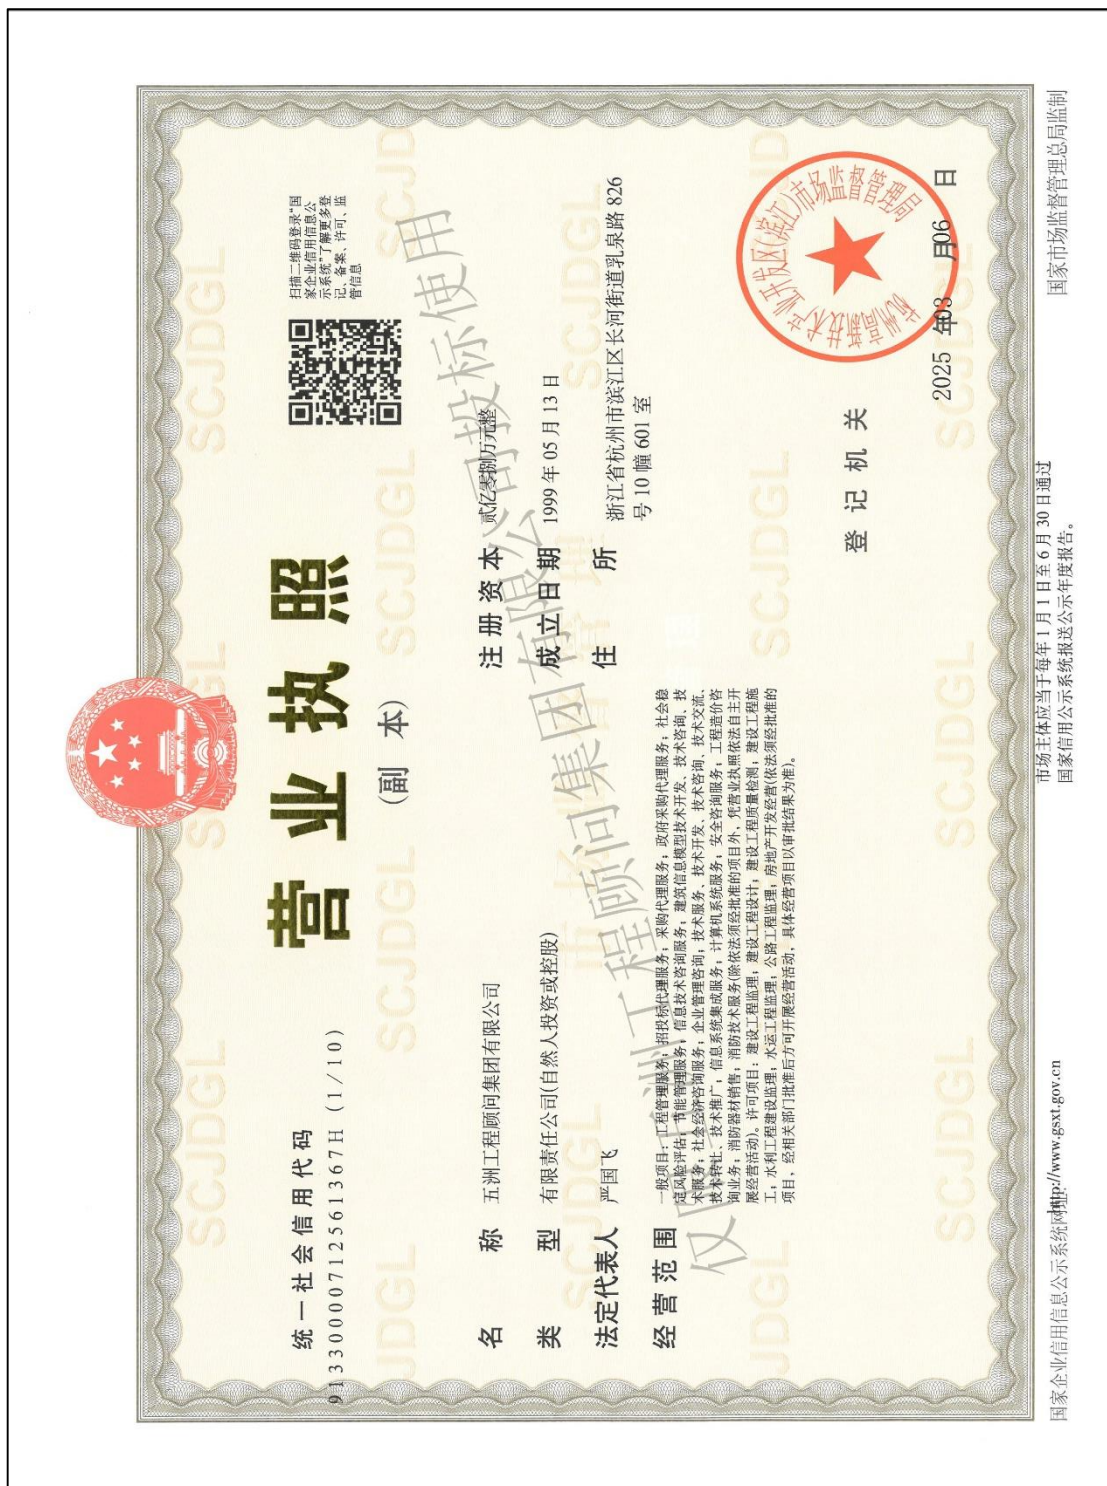 营业执照
(副 本)
统一社会信用代码
91330000712561367H (1/10)
扫描二维码登录“国
家企业信用信息公
示系统”了解更多登
记、备案、许可、监
管信息
名 称 五洲工程顾问集团有限公司
类 型 有限责任公司(自然人投资或控股)
法定代表人 严国飞
经营范围 一般项目：工程管理服务；招投标代理服务；采购代理服务；政府采购代理服务；社会稳
定风险评估；节能管理服务；信息技术咨询服务；建筑信息模型技术开发、技术咨询、技
术服务；社会经济咨询服务；企业管理咨询；技术服务、技术开发、技术咨询、技术交流、
技术转让、技术推广；信息系统集成服务；计算机系统服务；安全咨询服务；工程造价咨
询业务；消防器材销售；消防技术服务(除依法须经批准的项目外，凭营业执照依法自主开
展经营活动)。许可项目：建设工程监理；建设工程设计；建设工程质量检测；建设工程施
工；水利工程建设监理；水运工程监理；公路工程监理；房地产开发经营(依法须经批准的
项目，经相关部门批准后方可开展经营活动，具体经营项目以审批结果为准)。
注册资本 贰亿零捌万元整
成立日期 1999年05月13日
住 所 浙江省杭州市滨江区长河街道乳泉路826
号10幢601室
登记机关
杭州高新技术产业开发区(滨江)市场监督管理局
2025 年03 月06 日
仅限五洲工程顾问集团有限公司投标使用
国家企业信用信息公示系统网址:http://www.gsxt.gov.cn
市场主体应当于每年1月1日至6月30日通过
国家信用公示系统报送公示年度报告。
国家市场监督管理总局监制